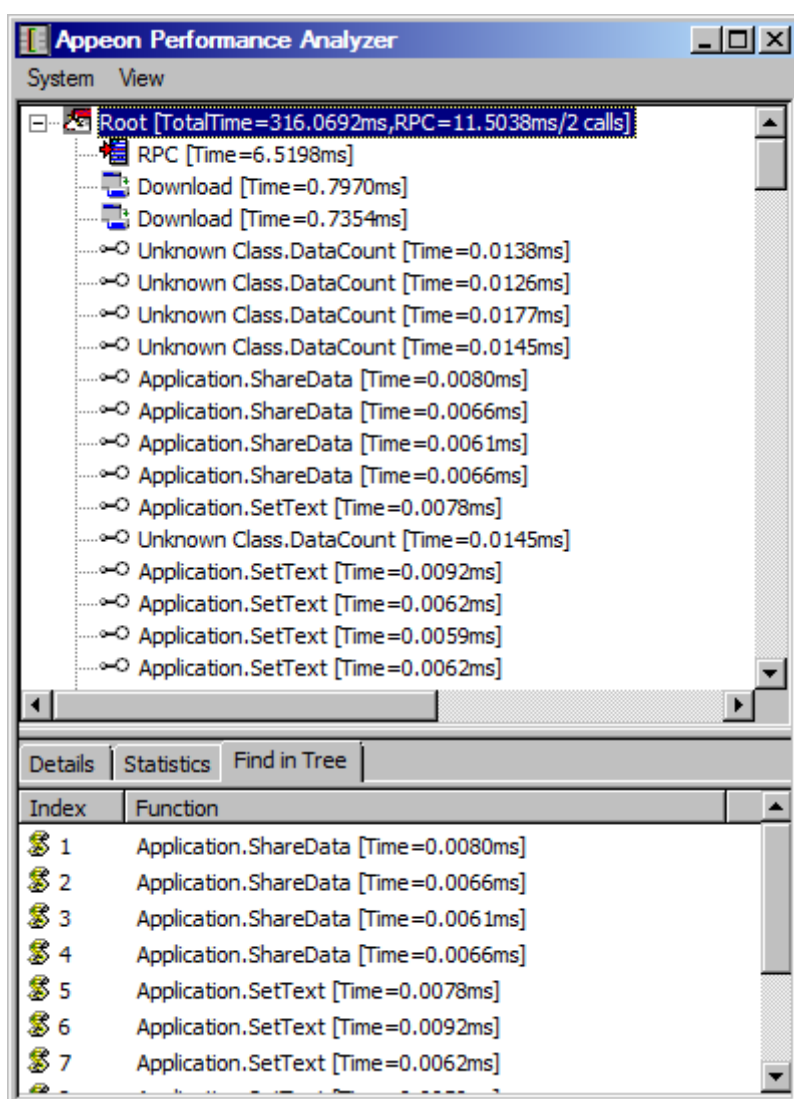 Appeon Performance Analyzer
System View
Root [TotalTime=316.0692ms,RPC=11.5038ms/2 calls]
RPC [Time=6.5198ms]
Download [Time=0.7970ms]
Download [Time=0.7354ms]
Unknown Class.DataCount [Time=0.0138ms]
Unknown Class.DataCount [Time=0.0126ms]
Unknown Class.DataCount [Time=0.0177ms]
Unknown Class.DataCount [Time=0.0145ms]
Application.ShareData [Time=0.0080ms]
Application.ShareData [Time=0.0066ms]
Application.ShareData [Time=0.0061ms]
Application.ShareData [Time=0.0066ms]
Application.SetText [Time=0.0078ms]
Unknown Class.DataCount [Time=0.0145ms]
Application.SetText [Time=0.0092ms]
Application.SetText [Time=0.0062ms]
Application.SetText [Time=0.0059ms]
Application.SetText [Time=0.0062ms]
Details Statistics Find in Tree
Index Function
1 Application.ShareData [Time=0.0080ms]
2 Application.ShareData [Time=0.0066ms]
3 Application.ShareData [Time=0.0061ms]
4 Application.ShareData [Time=0.0066ms]
5 Application.SetText [Time=0.0078ms]
6 Application.SetText [Time=0.0092ms]
7 Application.SetText [Time=0.0062ms]